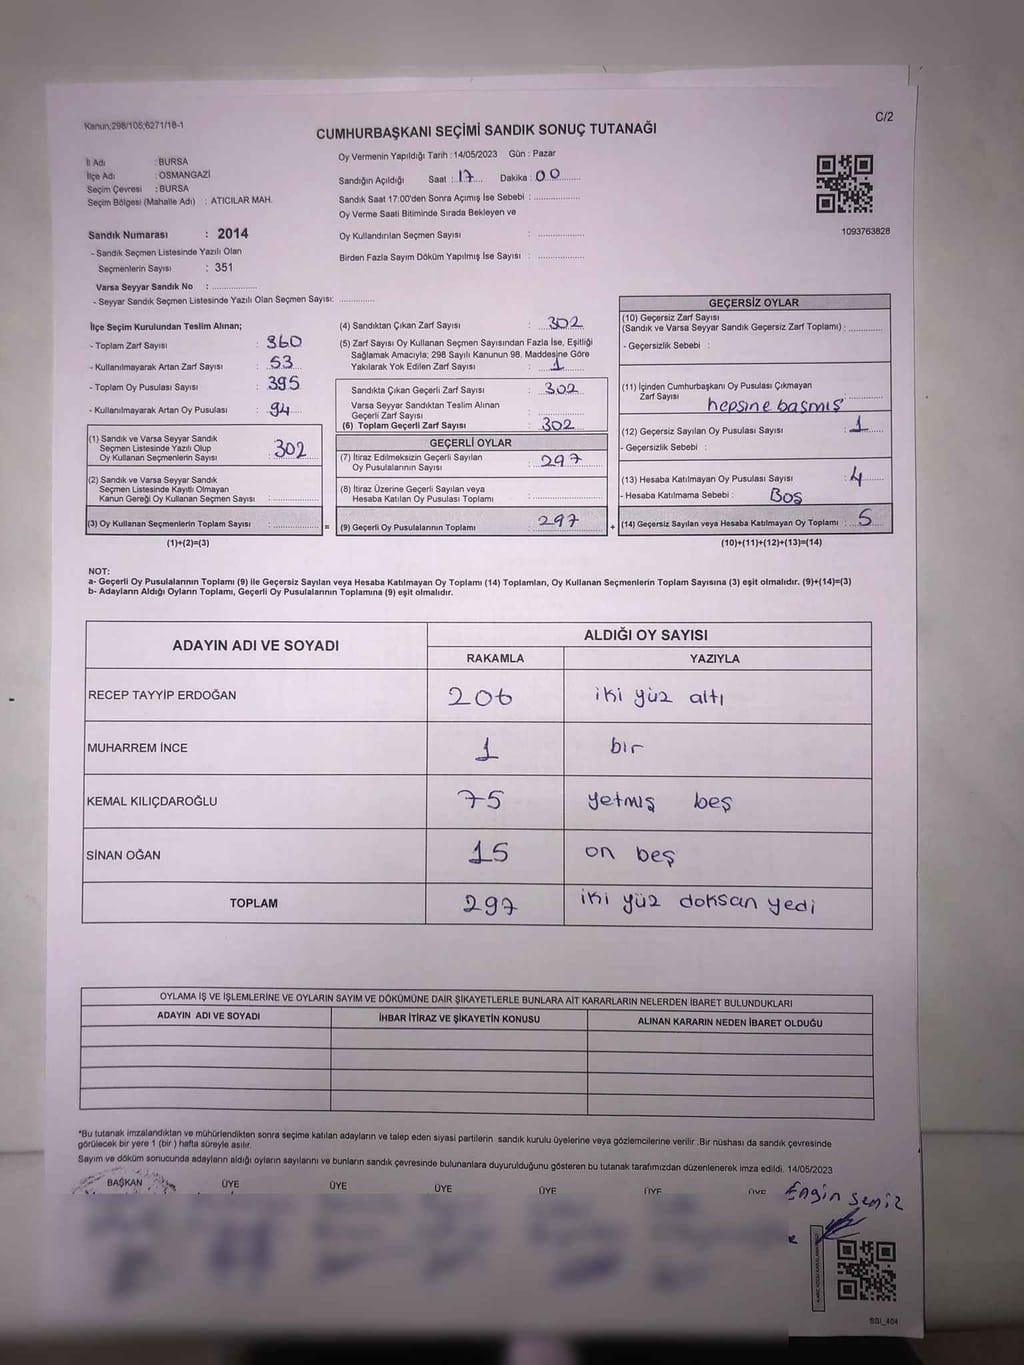 Kanun:298/105;6271/18-1
C/2
CUMHURBAŞKANI SEÇİMİ SANDIK SONUÇ TUTANAĞI
İl Adı : BURSA
İlçe Adı : OSMANGAZİ
Seçim Çevresi : BURSA
Seçim Bölgesi (Mahalle Adı) : ATICILAR MAH.
Sandık Numarası : 2014
- Sandık Seçmen Listesinde Yazılı Olan
Seçmenlerin Sayısı : 351
Varsa Seyyar Sandık No : ................
- Seyyar Sandık Seçmen Listesinde Yazılı Olan Seçmen Sayısı: ............
Oy Vermenin Yapıldığı Tarih : 14/05/2023 Gün : Pazar
Sandığın Açıldığı Saat : 17 Dakika : 00
Sandık Saat 17:00'den Sonra Açımış İse Sebebi : ................
Oy Verme Saati Bitiminde Sırada Bekleyen ve
Oy Kullandırılan Seçmen Sayısı : ................
Birden Fazla Sayım Döküm Yapılmış İse Sayısı : ................
1093763828
İlçe Seçim Kurulundan Teslim Alınan;
- Toplam Zarf Sayısı : 360
- Kullanılmayarak Artan Zarf Sayısı : 53
- Toplam Oy Pusulası Sayısı : 395
- Kullanılmayarak Artan Oy Pusulası : 94
(1) Sandık ve Varsa Seyyar Sandık
Seçmen Listesinde Yazılı Olup
Oy Kullanan Seçmenlerin Sayısı : 302
(2) Sandık ve Varsa Seyyar Sandık
Seçmen Listesinde Kayıtlı Olmayan
Kanun Gereği Oy Kullanan Seçmen Sayısı : ............
(3) Oy Kullanan Seçmenlerin Toplam Sayısı : ............ =
(1)+(2)=(3)
(4) Sandıktan Çıkan Zarf Sayısı : 302
(5) Zarf Sayısı Oy Kullanan Seçmen Sayısından Fazla İse, Eşitliği
Sağlamak Amacıyla; 298 Sayılı Kanunun 98. Maddesine Göre
Yakılarak Yok Edilen Zarf Sayısı : 1
Sandıkta Çıkan Geçerli Zarf Sayısı : 302
Varsa Seyyar Sandıktan Teslim Alınan
Geçerli Zarf Sayısı : ............
(6) Toplam Geçerli Zarf Sayısı : 302
GEÇERLİ OYLAR
(7) İtiraz Edilmeksizin Geçerli Sayılan
Oy Pusulalarının Sayısı : 297
(8) İtiraz Üzerine Geçerli Sayılan veya
Hesaba Katılan Oy Pusulası Toplamı : ............
(9) Geçerli Oy Pusulalarının Toplamı : 297 +
GEÇERSİZ OYLAR
(10) Geçersiz Zarf Sayısı
(Sandık ve Varsa Seyyar Sandık Geçersiz Zarf Toplamı) : ............
- Geçersizlik Sebebi :
(11) İçinden Cumhurbaşkanı Oy Pusulası Çıkmayan
Zarf Sayısı : ............
hepsine basmış
(12) Geçersiz Sayılan Oy Pusulası Sayısı : 1
- Geçersizlik Sebebi :
(13) Hesaba Katılmayan Oy Pusulası Sayısı : 4
- Hesaba Katılmama Sebebi : Boş
(14) Geçersiz Sayılan veya Hesaba Katılmayan Oy Toplamı : 5
(10)+(11)+(12)+(13)=(14)
NOT:
a- Geçerli Oy Pusulalarının Toplamı (9) ile Geçersiz Sayılan veya Hesaba Katılmayan Oy Toplamı (14) Toplamları, Oy Kullanan Seçmenlerin Toplam Sayısına (3) eşit olmalıdır. (9)+(14)=(3)
b- Adayların Aldığı Oyların Toplamı, Geçerli Oy Pusulalarının Toplamına (9) eşit olmalıdır.
ADAYIN ADI VE SOYADI ALDIĞI OY SAYISI
RAKAMLA YAZIYLA
RECEP TAYYİP ERDOĞAN 206 iki yüz altı
MUHARREM İNCE 1 bir
KEMAL KILIÇDAROĞLU 75 yetmiş beş
SİNAN OĞAN 15 on beş
TOPLAM 297 iki yüz doksan yedi
OYLAMA İŞ VE İŞLEMLERİNE VE OYLARIN SAYIM VE DÖKÜMÜNE DAİR ŞİKAYETLERLE BUNLARA AİT KARARLARIN NELERDEN İBARET BULUNDUKLARI
ADAYIN ADI VE SOYADI İHBAR İTİRAZ VE ŞİKAYETİN KONUSU ALINAN KARARIN NEDEN İBARET OLDUĞU
*Bu tutanak imzalandıktan ve mühürlendikten sonra seçime katılan adayların ve talep eden siyasi partilerin sandık kurulu üyelerine veya gözlemcilerine verilir .Bir nüshası da sandık çevresinde
görülecek bir yere 1 (bir ) hafta süreyle asılır.
Sayım ve döküm sonucunda adayların aldığı oyların sayılarını ve bunların sandık çevresinde bulunanlara duyurulduğunu gösteren bu tutanak tarafımızdan düzenlenerek imza edildi. 14/05/2023
BAŞKAN ÜYE ÜYE ÜYE ÜYE ÜYE ÜYE
Engin semiz
SGI_404